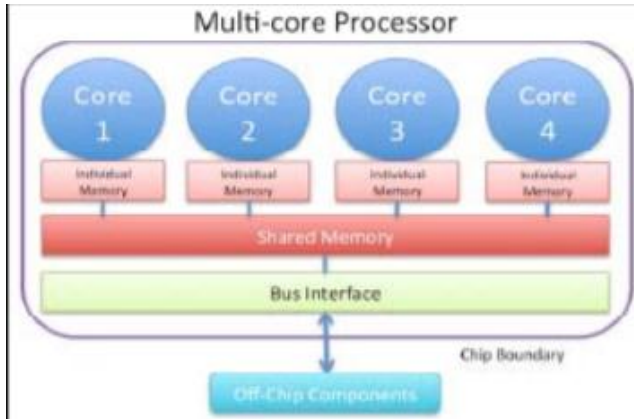 Multi-core Processor
Core
1
Core
2
Core
3
Core
4
Individual
Memory
Individual
Memory
Individual
Memory
Individual
Memory
Shared Memory
Bus Interface
Chip Boundary
Off-Chip Components